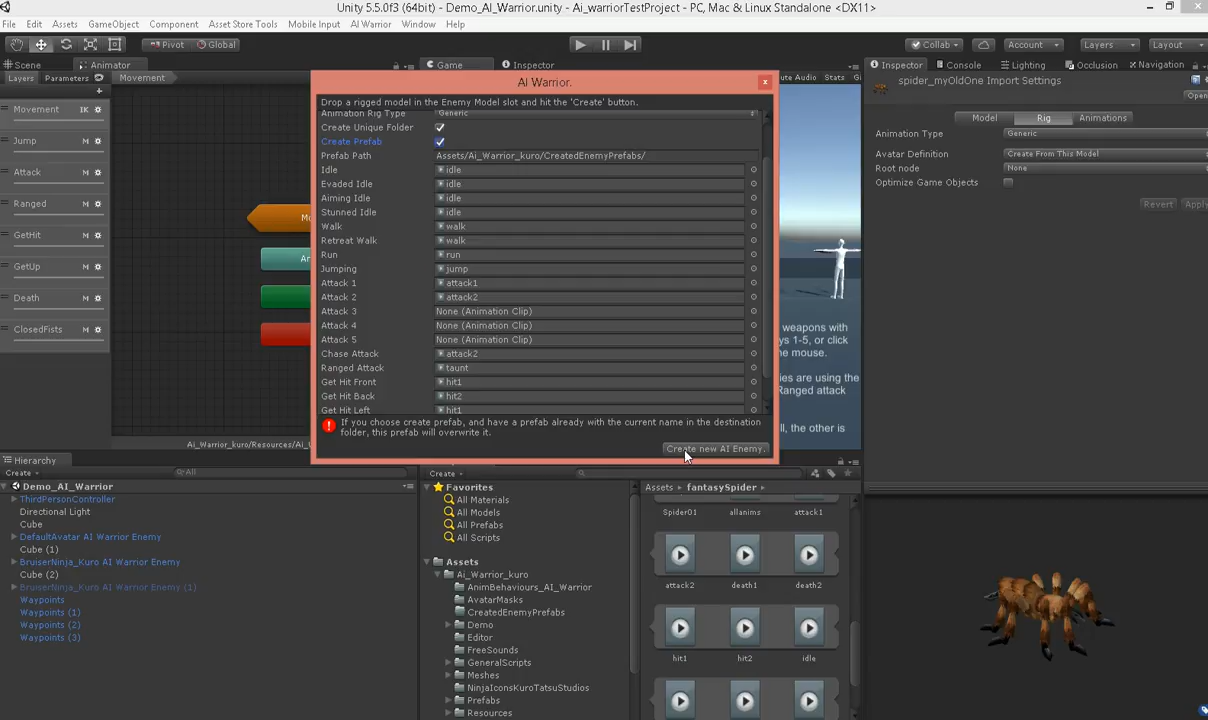 Unity 5.5.0f3 (64bit) - Demo_AI_Warrior.unity - Ai_warriorTestProject - PC, Mac & Linux Standalone <DX11>
File Edit Assets GameObject Component Asset Store Tools Mobile Input AI Warrior Window Help
Pivot Global Collab Account Layers Layout
Scene Animator Game Inspector Inspector Console Lighting Occlusion Navigation
Layers Parameters Movement
ute Audio Stats
Movement IK
Jump M
Attack M
Ranged M
GetHit M
GetUp M
Death M
ClosedFists M
Ai_Warrior_kuro/Resources/Ai_
AI Warrior.
Drop a rigged model in the Enemy Model slot and hit the 'Create' button.
Animation Rig Type Generic
Create Unique Folder
Create Prefab
Prefab Path Assets/Ai_Warrior_kuro/CreatedEnemyPrefabs/
Idle idle
Evaded Idle idle
Aiming Idle idle
Stunned Idle idle
Walk walk
Retreat Walk walk
Run run
Jumping jump
Attack 1 attack1
Attack 2 attack2
Attack 3 None (Animation Clip)
Attack 4 None (Animation Clip)
Attack 5 None (Animation Clip)
Chase Attack attack2
Ranged Attack taunt
Get Hit Front hit1
Get Hit Back hit2
Get Hit Left hit1
If you choose create prefab, and have a prefab already with the current name in the destination
folder, this prefab will overwrite it.
Create new AI Enemy.
weapons with
ys 1-5, or click
he mouse.
ies are using the
Ranged attack
ll, the other is
spider_myOldOne Import Settings
Open
Model Rig Animations
Animation Type Generic
Avatar Definition Create From This Model
Root node None
Optimize Game Objects
Revert Apply
Hierarchy
Create All
Demo_AI_Warrior
ThirdPersonController
Directional Light
Cube
DefaultAvatar AI Warrior Enemy
Cube (1)
BruiserNinja_Kuro AI Warrior Enemy
Cube (2)
BruiserNinja_Kuro AI Warrior Enemy (1)
Waypoints
Waypoints (1)
Waypoints (2)
Waypoints (3)
Create
Favorites
All Materials
All Models
All Prefabs
All Scripts
Assets
Ai_Warrior_kuro
AnimBehaviours_AI_Warrior
AvatarMasks
CreatedEnemyPrefabs
Demo
Editor
FreeSounds
GeneralScripts
Meshes
NinjaIconsKuroTatsuStudios
Prefabs
Resources
Assets fantasySpider
Spider01 allanims attack1
attack2 death1 death2
hit1 hit2 idle